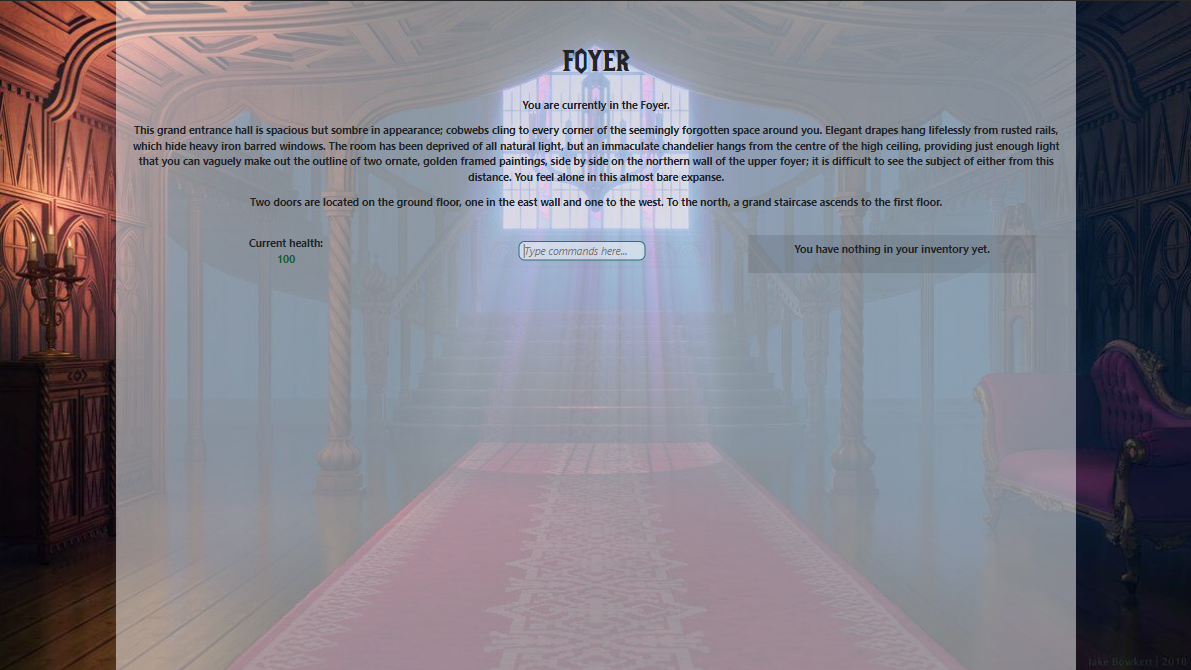 FOYER
You are currently in the Foyer.
This grand entrance hall is spacious but sombre in appearance; cobwebs cling to every corner of the seemingly forgotten space around you. Elegant drapes hang lifelessly from rusted rails,
which hide heavy iron barred windows. The room has been deprived of all natural light, but an immaculate chandelier hangs from the centre of the high ceiling, providing just enough light
that you can vaguely make out the outline of two ornate, golden framed paintings, side by side on the northern wall of the upper foyer; it is difficult to see the subject of either from this
distance. You feel alone in this almost bare expanse.
Two doors are located on the ground floor, one in the east wall and one to the west. To the north, a grand staircase ascends to the first floor.
Current health:
100
Type commands here...
You have nothing in your inventory yet.
Jake Bowkett | 2018